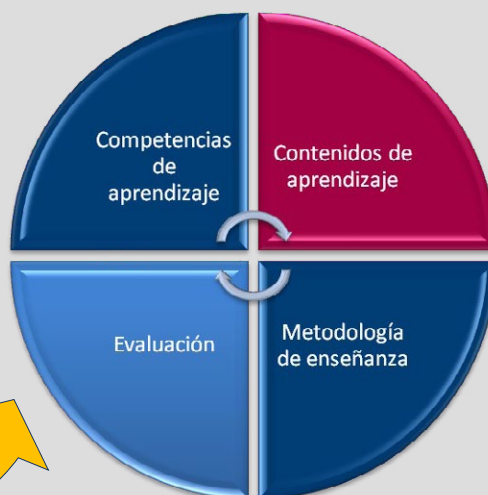 Competencias
de
aprendizaje
Contenidos de
aprendizaje
Evaluación
Metodología
de enseñanza